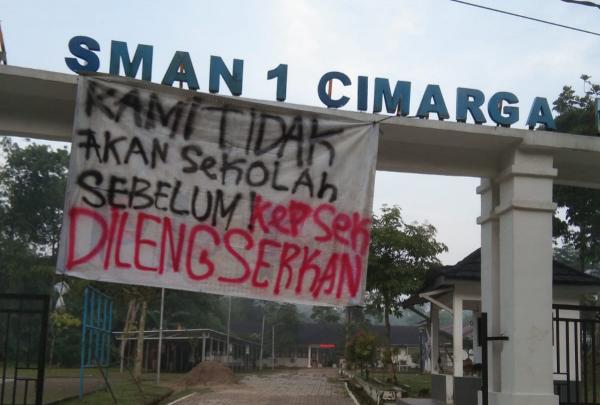 SMAN 1 CIMARGA
KAMI TIDAK
AKAN SEKOLAH
SEBELUM KEPSEK
DILENGSERKAN